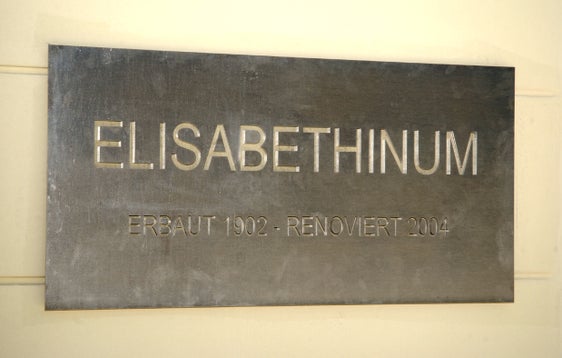 ELISABETHINUM
ERBAUT 1902 - RENOVIERT 2004